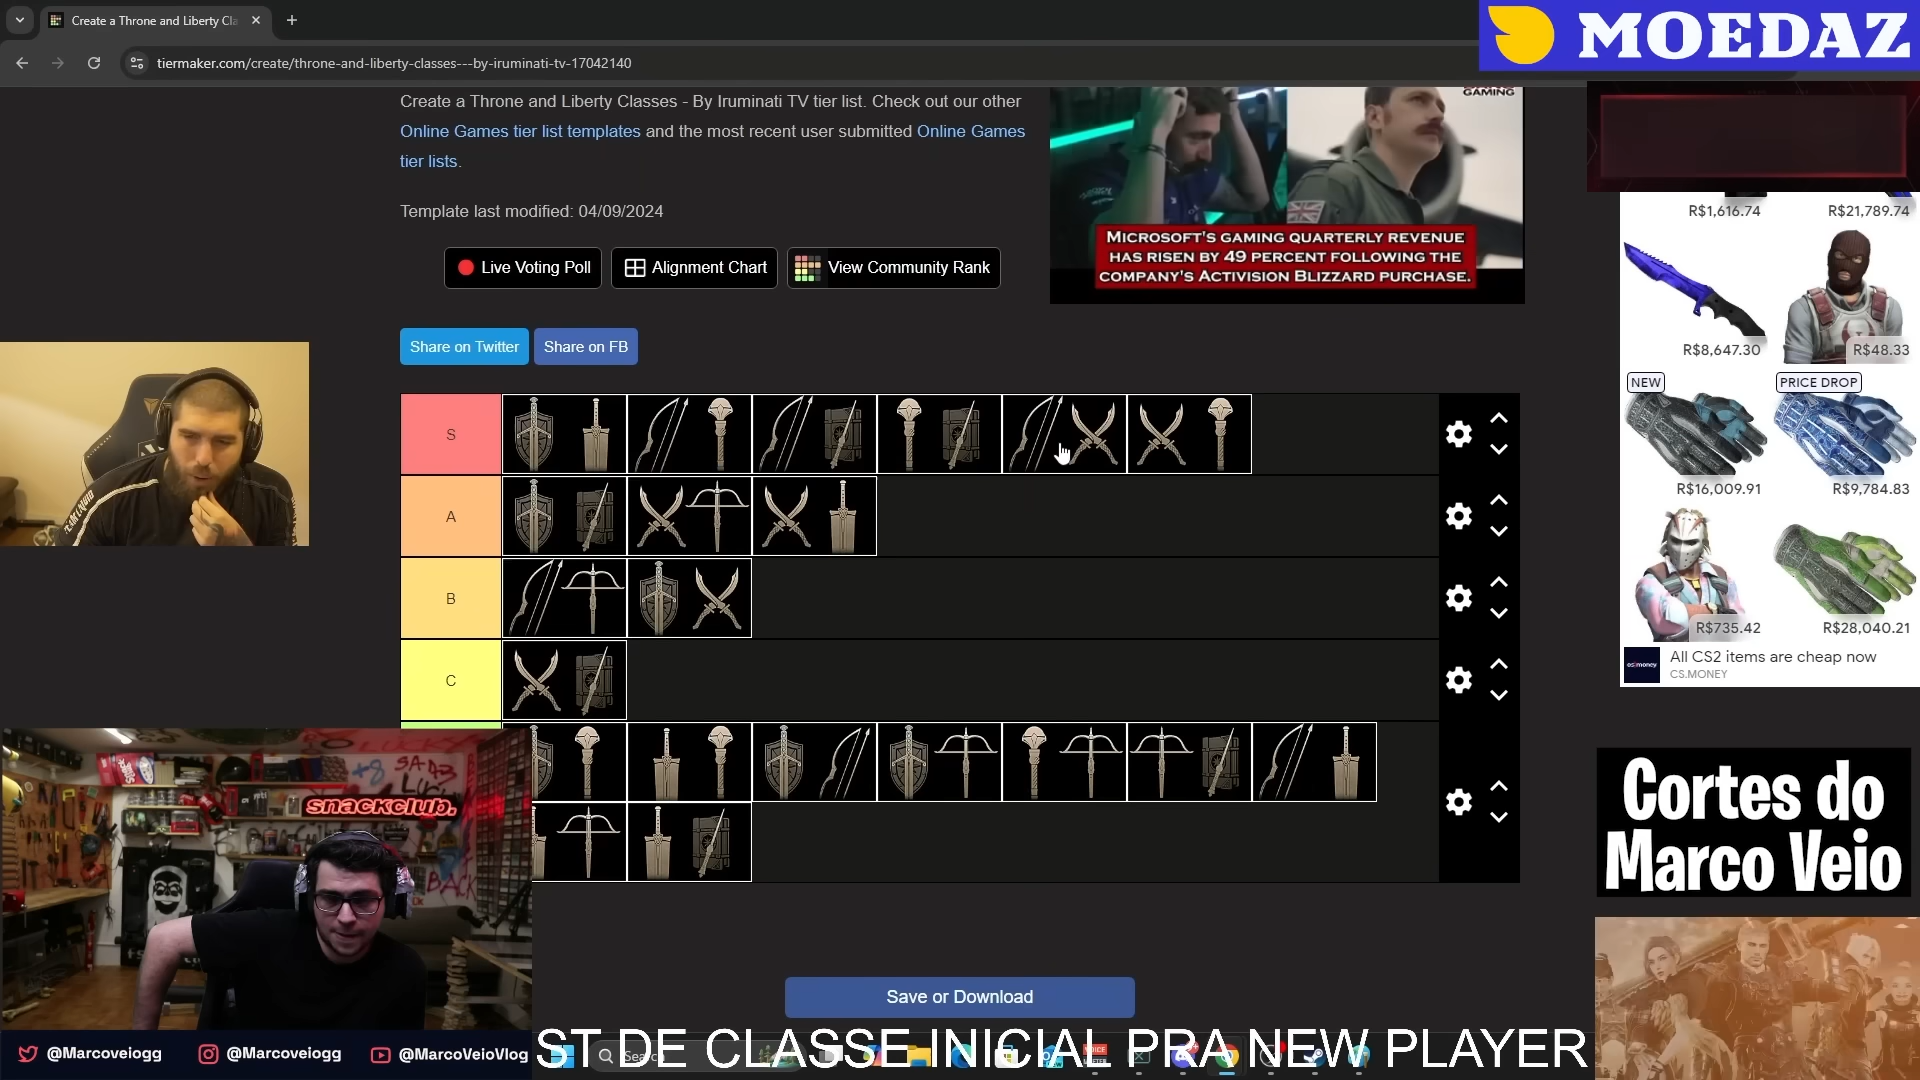 Create a Throne and Liberty Cla
MOEDAZ
tiermaker.com/create/throne-and-liberty-classes---by-iruminati-tv-17042140
Create a Throne and Liberty Classes - By Iruminati TV tier list. Check out our other
Online Games tier list templates and the most recent user submitted Online Games
tier lists.
Template last modified: 04/09/2024
Live Voting Poll
Alignment Chart
View Community Rank
GAMING
MICROSOFT'S GAMING QUARTERLY REVENUE
HAS RISEN BY 49 PERCENT FOLLOWING THE
COMPANY'S ACTIVISION BLIZZARD PURCHASE.
Share on Twitter
Share on FB
S
A
B
C
R$1,616.74
R$21,789.74
R$8,647.30
R$48.33
NEW
PRICE DROP
R$16,009.91
R$9,784.83
R$735.42
R$28,040.21
All CS2 items are cheap now
CS.MONEY
snackclub.
Cortes do
Marco Veio
Save or Download
@Marcoveiogg
@Marcoveiogg
@MarcoVeioVlog
ST DE CLASSE INICIAL PRA NEW PLAYER
Search